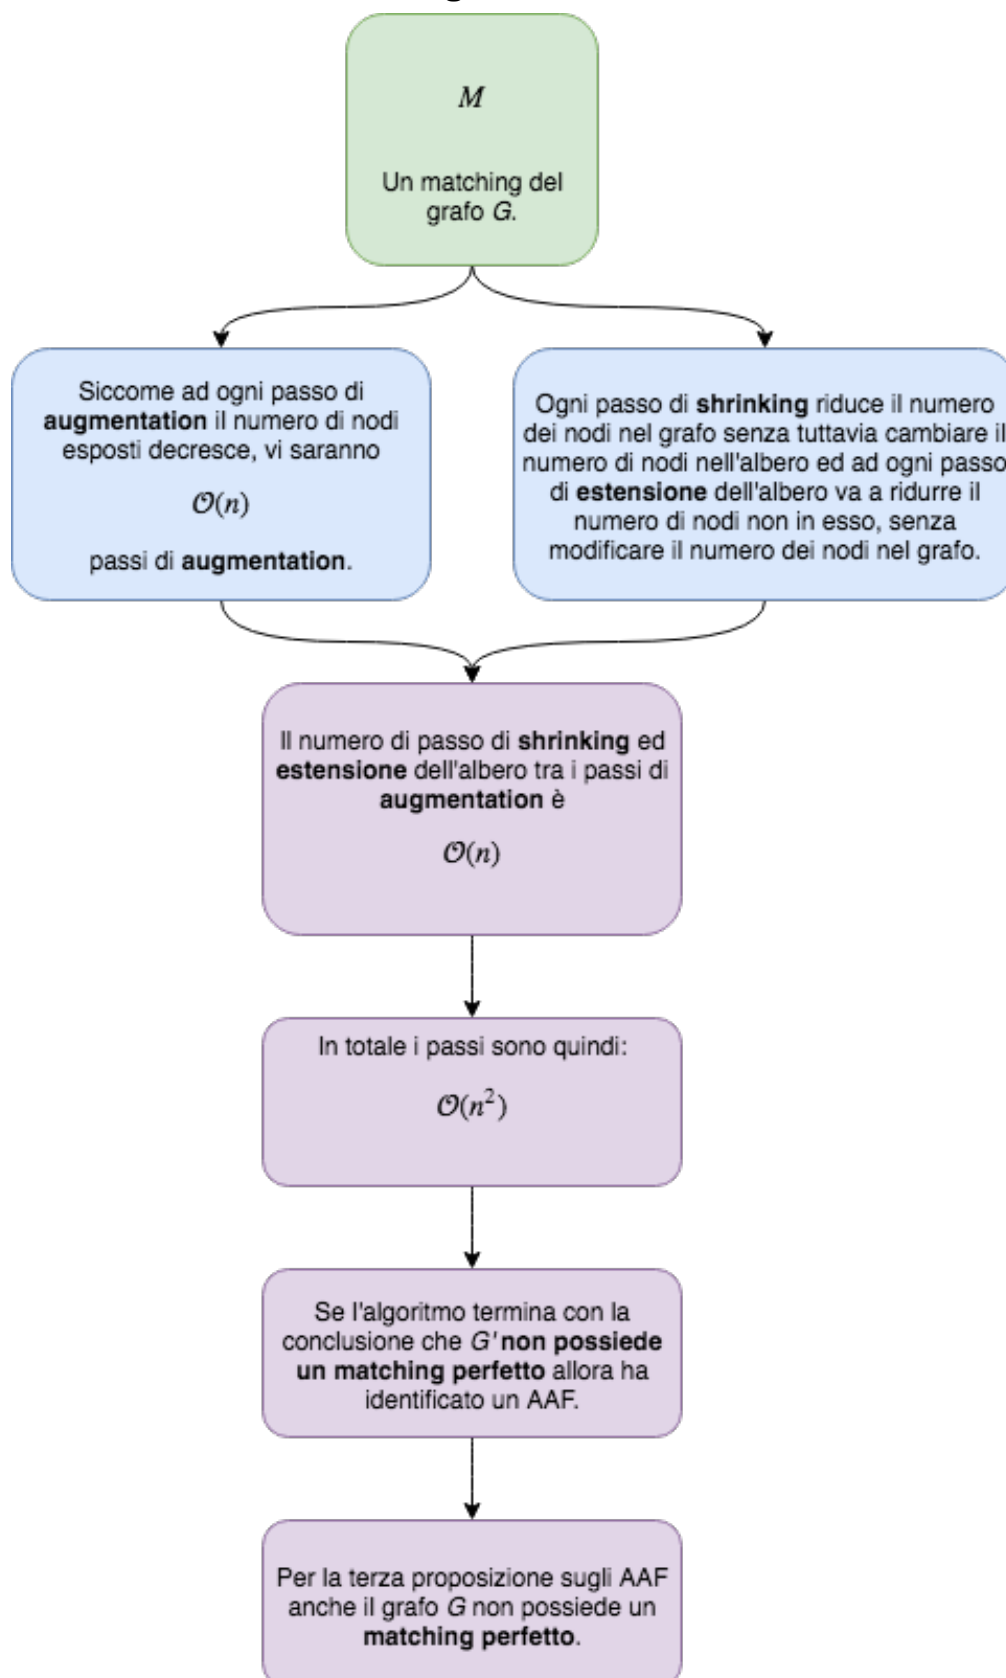 M
Un matching del
grafo G.
Siccome ad ogni passo di
augmentation il numero di nodi
esposti decresce, vi saranno
𝒪(n)
passi di augmentation.
Ogni passo di shrinking riduce il numero
dei nodi nel grafo senza tuttavia cambiare il
numero di nodi nell'albero ed ad ogni passo
di estensione dell'albero va a ridurre il
numero di nodi non in esso, senza
modificare il numero dei nodi nel grafo.
Il numero di passo di shrinking ed
estensione dell'albero tra i passi di
augmentation è
𝒪(n)
In totale i passi sono quindi:
𝒪(n²)
Se l'algoritmo termina con la
conclusione che G' non possiede
un matching perfetto allora ha
identificato un AAF.
Per la terza proposizione sugli AAF
anche il grafo G non possiede un
matching perfetto.